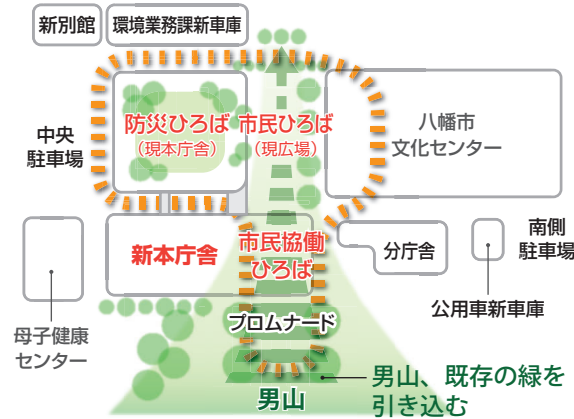 新別館
環境業務課新車庫
防災ひろば
(現本庁舎)
市民ひろば
(現広場)
八幡市
文化センター
中央
駐車場
新本庁舎
市民協働
ひろば
分庁舎
南側
駐車場
公用車新車庫
母子健康
センター
プロムナード
男山
男山、既存の緑を
引き込む